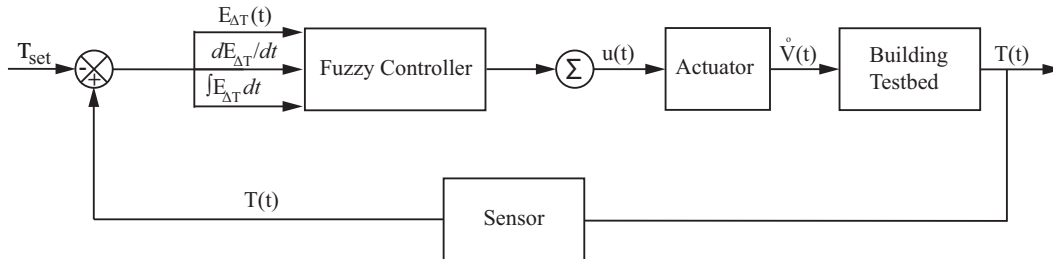 E_ΔT(t)
T_set
-
+
dE_ΔT/dt
∫E_ΔT dt
Fuzzy Controller
Σ
u(t)
Actuator
V̊(t)
Building
Testbed
T(t)
T(t)
Sensor